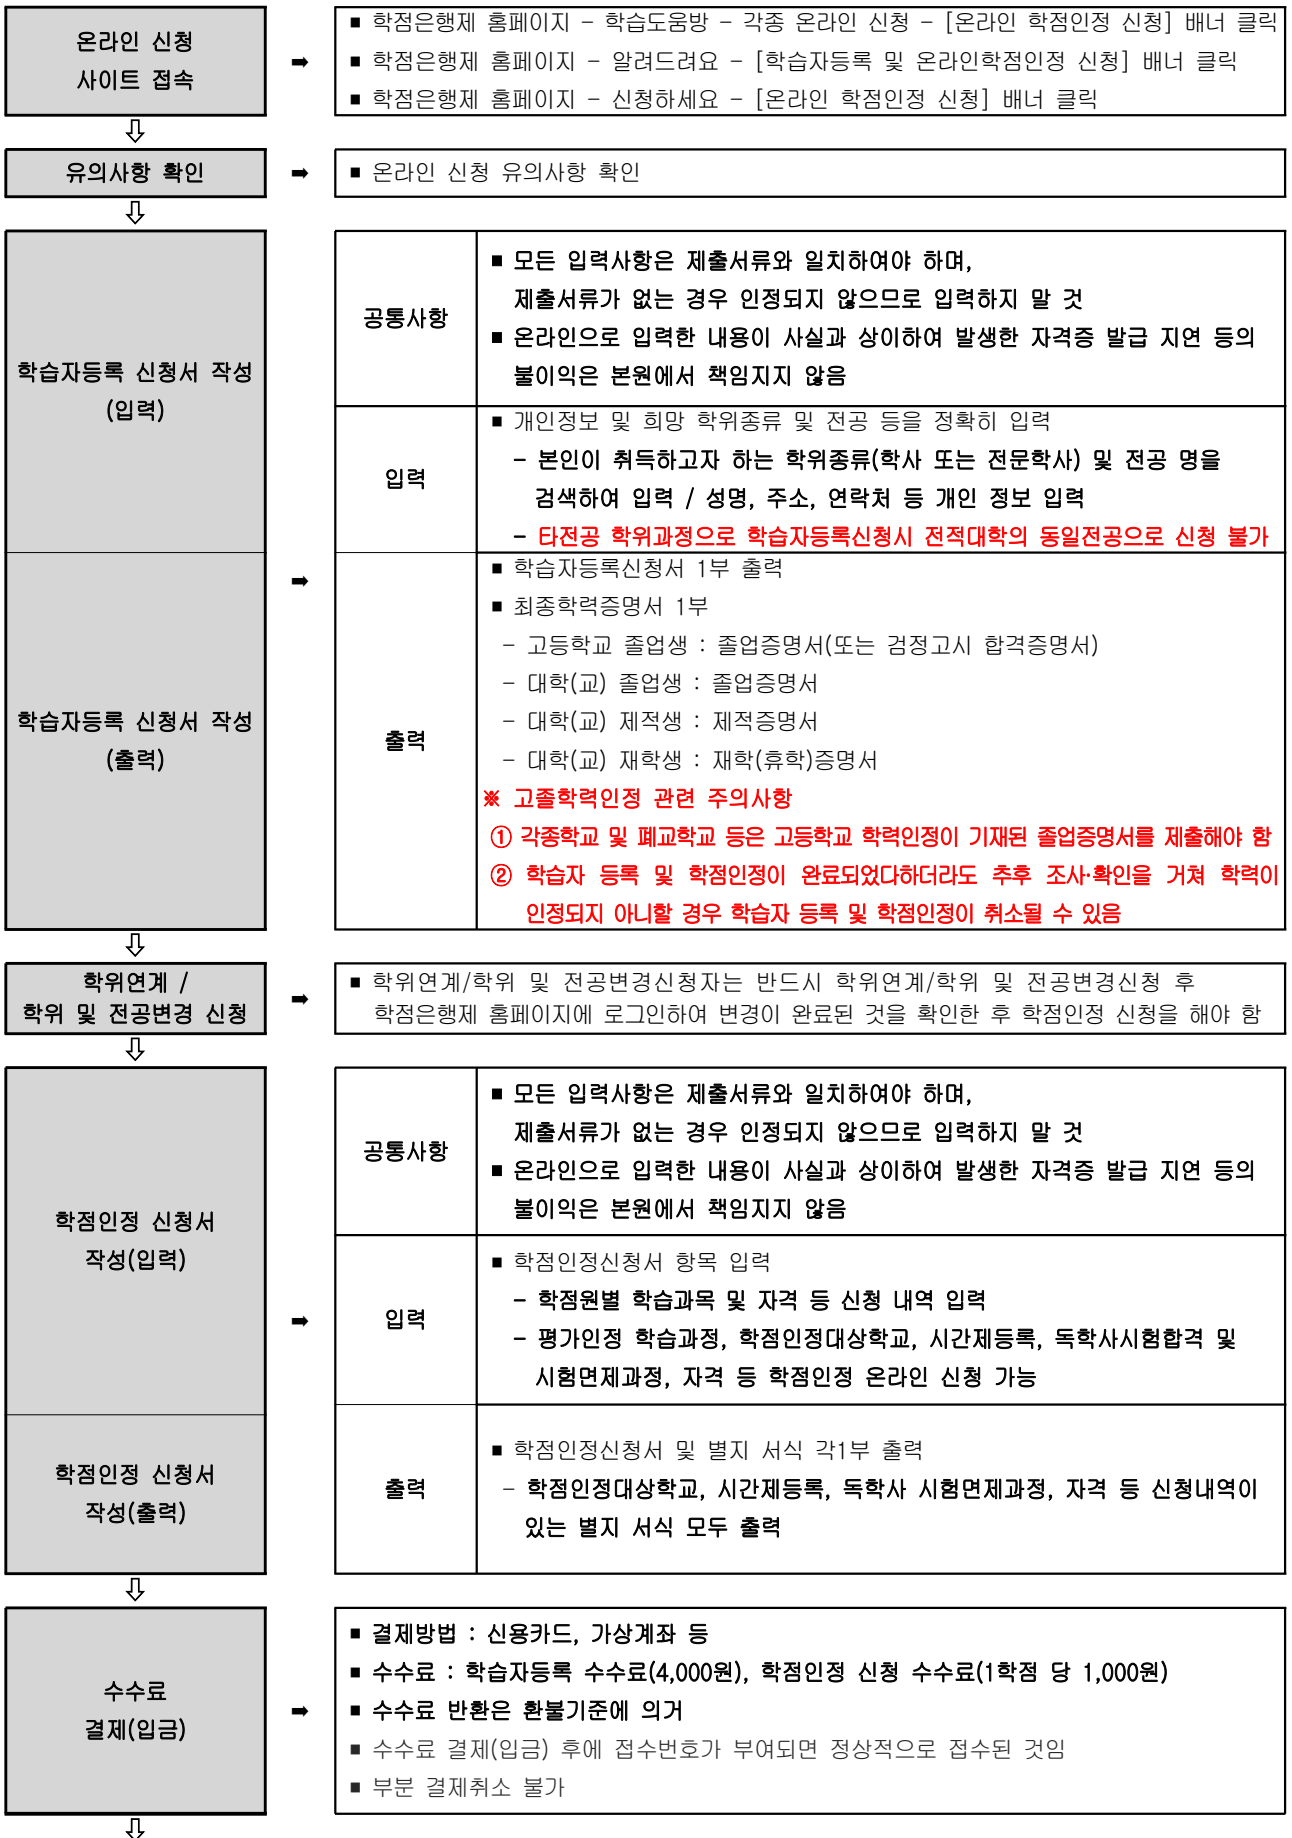 온라인 신청
사이트 접속
➡
■ 학점은행제 홈페이지 – 학습도움방 – 각종 온라인 신청 – [온라인 학점인정 신청] 배너 클릭
■ 학점은행제 홈페이지 – 알려드려요 – [학습자등록 및 온라인학점인정 신청] 배너 클릭
■ 학점은행제 홈페이지 – 신청하세요 – [온라인 학점인정 신청] 배너 클릭
⇩
유의사항 확인
➡
■ 온라인 신청 유의사항 확인
⇩
학습자등록 신청서 작성
(입력)
학습자등록 신청서 작성
(출력)
➡
공통사항
■ 모든 입력사항은 제출서류와 일치하여야 하며,
제출서류가 없는 경우 인정되지 않으므로 입력하지 말 것
■ 온라인으로 입력한 내용이 사실과 상이하여 발생한 자격증 발급 지연 등의
불이익은 본원에서 책임지지 않음
입력
■ 개인정보 및 희망 학위종류 및 전공 등을 정확히 입력
– 본인이 취득하고자 하는 학위종류(학사 또는 전문학사) 및 전공 명을
검색하여 입력 / 성명, 주소, 연락처 등 개인 정보 입력
– 타전공 학위과정으로 학습자등록신청시 전적대학의 동일전공으로 신청 불가
출력
■ 학습자등록신청서 1부 출력
■ 최종학력증명서 1부
– 고등학교 졸업생 : 졸업증명서(또는 검정고시 합격증명서)
– 대학(교) 졸업생 : 졸업증명서
– 대학(교) 제적생 : 제적증명서
– 대학(교) 재학생 : 재학(휴학)증명서
※ 고졸학력인정 관련 주의사항
① 각종학교 및 폐교학교 등은 고등학교 학력인정이 기재된 졸업증명서를 제출해야 함
② 학습자 등록 및 학점인정이 완료되었다하더라도 추후 조사·확인을 거쳐 학력이
인정되지 아니할 경우 학습자 등록 및 학점인정이 취소될 수 있음
⇩
학위연계 /
학위 및 전공변경 신청
➡
■ 학위연계/학위 및 전공변경신청자는 반드시 학위연계/학위 및 전공변경신청 후
학점은행제 홈페이지에 로그인하여 변경이 완료된 것을 확인한 후 학점인정 신청을 해야 함
⇩
학점인정 신청서
작성(입력)
학점인정 신청서
작성(출력)
➡
공통사항
■ 모든 입력사항은 제출서류와 일치하여야 하며,
제출서류가 없는 경우 인정되지 않으므로 입력하지 말 것
■ 온라인으로 입력한 내용이 사실과 상이하여 발생한 자격증 발급 지연 등의
불이익은 본원에서 책임지지 않음
입력
■ 학점인정신청서 항목 입력
– 학점원별 학습과목 및 자격 등 신청 내역 입력
– 평가인정 학습과정, 학점인정대상학교, 시간제등록, 독학사시험합격 및
시험면제과정, 자격 등 학점인정 온라인 신청 가능
출력
■ 학점인정신청서 및 별지 서식 각1부 출력
– 학점인정대상학교, 시간제등록, 독학사 시험면제과정, 자격 등 신청내역이
있는 별지 서식 모두 출력
⇩
수수료
결제(입금)
➡
■ 결제방법 : 신용카드, 가상계좌 등
■ 수수료 : 학습자등록 수수료(4,000원), 학점인정 신청 수수료(1학점 당 1,000원)
■ 수수료 반환은 환불기준에 의거
■ 수수료 결제(입금) 후에 접수번호가 부여되면 정상적으로 접수된 것임
■ 부분 결제취소 불가
⇩